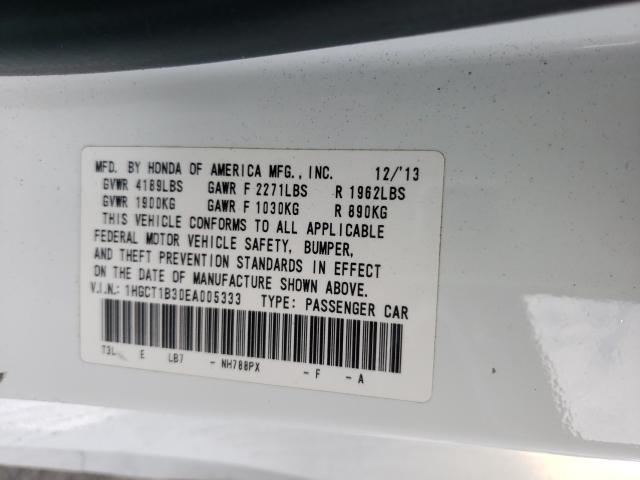 MFD. BY HONDA OF AMERICA MFG., INC. 12/'13
GVWR 4189LBS GAWR F 2271LBS R 1962LBS
GVWR 1900KG GAWR F 1030KG R 890KG
THIS VEHICLE CONFORMS TO ALL APPLICABLE
FEDERAL MOTOR VEHICLE SAFETY, BUMPER,
AND THEFT PREVENTION STANDARDS IN EFFECT
ON THE DATE OF MANUFACTURE SHOWN ABOVE.
V.I.N.: 1HGCT1B30EA005333 TYPE: PASSENGER CAR
T3L E LB7 - NH788PX - F - A